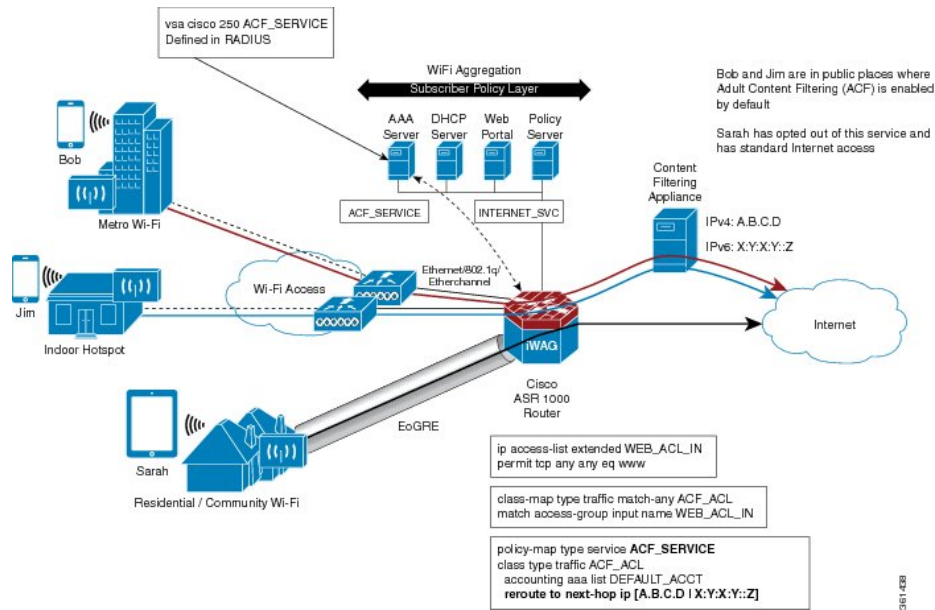 vsa cisco 250 ACF_SERVICE
Defined in RADIUS
WiFi Aggregation
Subscriber Policy Layer
AAA
Server
DHCP
Server
Web
Portal
Policy
Server
Bob and Jim are in public places where
Adult Content Filtering (ACF) is enabled
by default
Sarah has opted out of this service and
has standard Internet access
Bob
Metro Wi-Fi
ACF_SERVICE
INTERNET_SVC
Content
Filtering
Appliance
IPv4: A.B.C.D
IPv6: X:Y:X:Y::Z
Ethernet/802.1q/
Etherchannel
Wi-Fi Access
Jim
Indoor Hotspot
iWAG
Internet
Cisco
ASR 1000
Router
EoGRE
Sarah
Residential / Community Wi-Fi
ip access-list extended WEB_ACL_IN
permit tcp any any eq www
class-map type traffic match-any ACF_ACL
match access-group input name WEB_ACL_IN
policy-map type service ACF_SERVICE
class type traffic ACF_ACL
accounting aaa list DEFAULT_ACCT
reroute to next-hop ip [A.B.C.D I X:Y:X:Y::Z]
361438